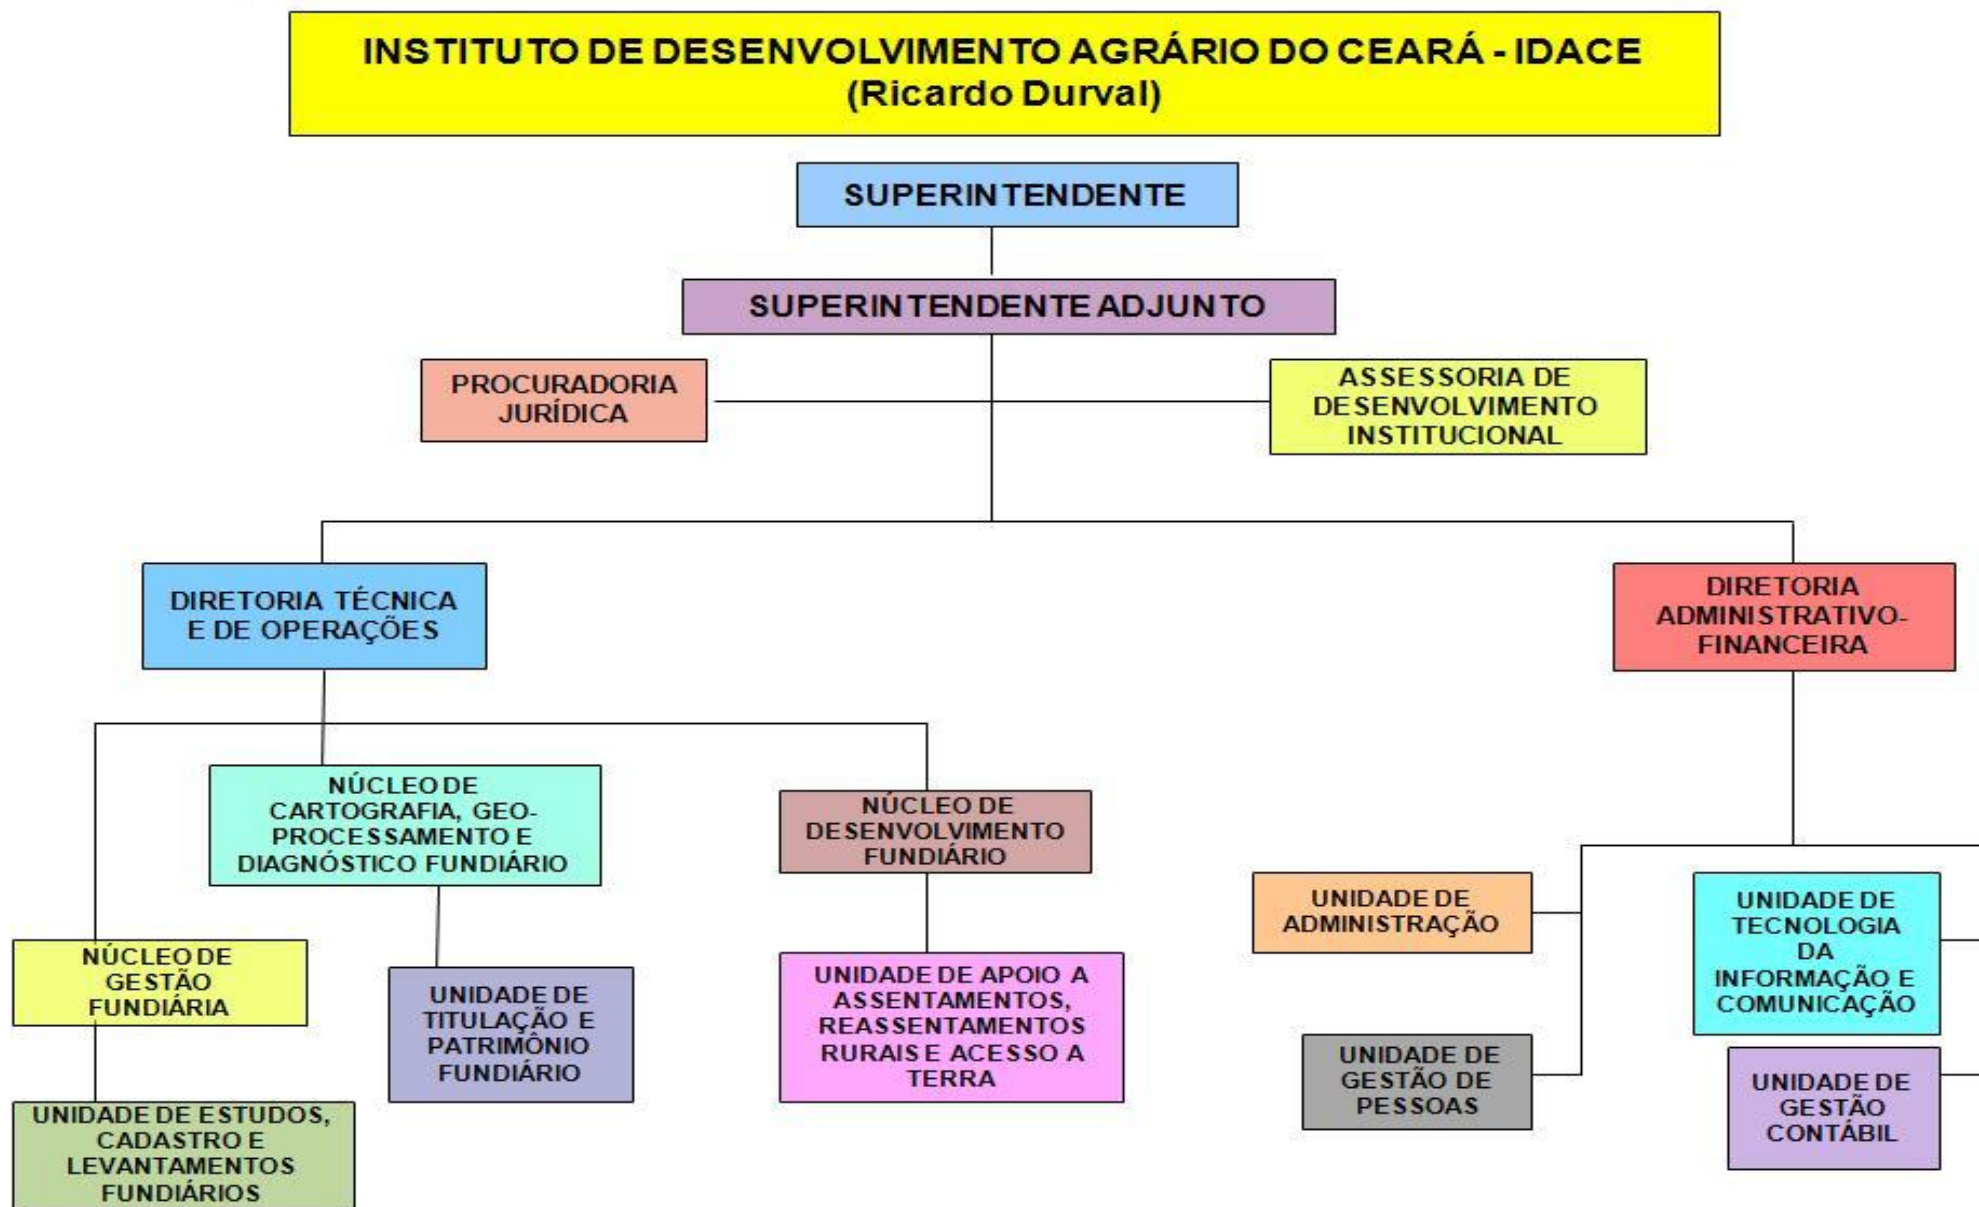 INSTITUTO DE DESENVOLVIMENTO AGRÁRIO DO CEARÁ - IDACE
(Ricardo Durval)
SUPERINTENDENTE
SUPERINTENDENTE ADJUNTO
PROCURADORIA
JURÍDICA
ASSESSORIA DE
DESENVOLVIMENTO
INSTITUCIONAL
DIRETORIA TÉCNICA
E DE OPERAÇÕES
DIRETORIA
ADMINISTRATIVO-
FINANCEIRA
NÚCLEO DE
CARTOGRAFIA, GEO-
PROCESSAMENTO E
DIAGNÓSTICO FUNDIÁRIO
NÚCLEO DE
DESENVOLVIMENTO
FUNDIÁRIO
UNIDADE DE
ADMINISTRAÇÃO
UNIDADE DE
TECNOLOGIA
DA
INFORMAÇÃO E
COMUNICAÇÃO
NÚCLEO DE
GESTÃO
FUNDIÁRIA
UNIDADE DE
TITULAÇÃO E
PATRIMÔNIO
FUNDIÁRIO
UNIDADE DE APOIO A
ASSENTAMENTOS,
REASSENTAMENTOS
RURAIS E ACESSO A
TERRA
UNIDADE DE
GESTÃO DE
PESSOAS
UNIDADE DE
GESTÃO
CONTÁBIL
UNIDADE DE ESTUDOS,
CADASTRO E
LEVANTAMENTOS
FUNDIÁRIOS